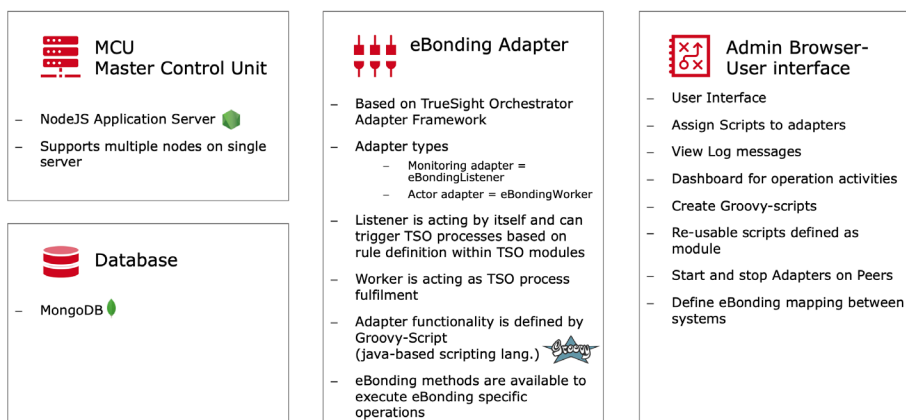 MCU
Master Control Unit
– NodeJS Application Server
– Supports multiple nodes on single
server
Database
– MongoDB
eBonding Adapter
– Based on TrueSight Orchestrator
Adapter Framework
– Adapter types
– Monitoring adapter =
eBondingListener
– Actor adapter = eBondingWorker
– Listener is acting by itself and can
trigger TSO processes based on
rule definition within TSO modules
– Worker is acting as TSO process
fulfilment
– Adapter functionality is defined by
Groovy-Script
(java-based scripting lang.)
Groovy
– eBonding methods are available to
execute eBonding specific
operations
Admin Browser-
User interface
– User Interface
– Assign Scripts to adapters
– View Log messages
– Dashboard for operation activities
– Create Groovy-scripts
– Re-usable scripts defined as
module
– Start and stop Adapters on Peers
– Define eBonding mapping between
systems